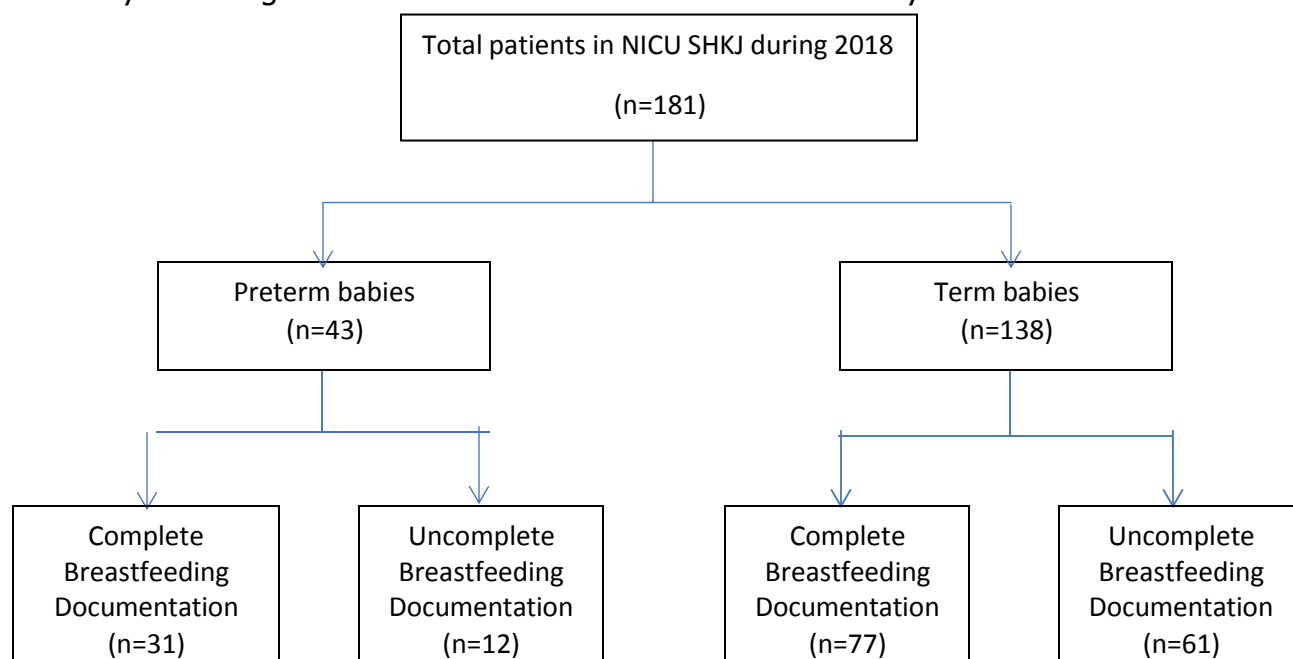 Total patients in NICU SHKJ during 2018
(n=181)
Preterm babies
(n=43)
Term babies
(n=138)
Complete
Breastfeeding
Documentation
(n=31)
Uncomplete
Breastfeeding
Documentation
(n=12)
Complete
Breastfeeding
Documentation
(n=77)
Uncomplete
Breastfeeding
Documentation
(n=61)